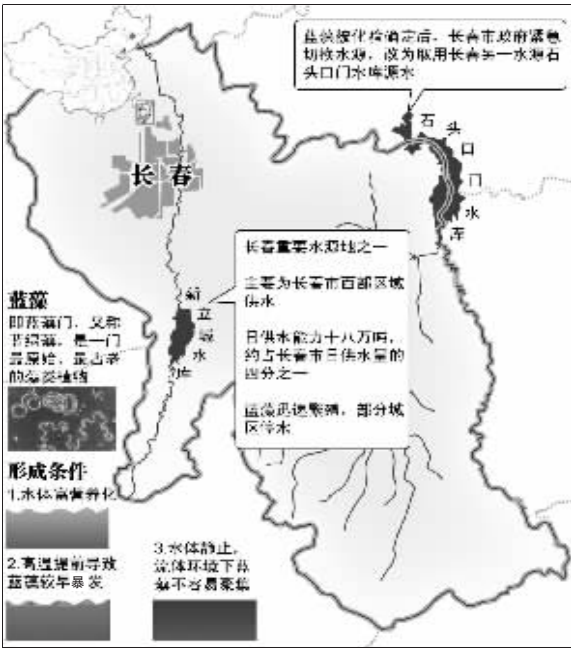 蓝藻经化验确定后，长春市政府紧急
切换水源，改为取用长春另一水源石
头口门水库源水
石头口门水库
长春
长春重要水源地之一
主要为长春市西部区域
供水
日供水能力十八万吨，
约占长春市日供水量的
四分之一
蓝藻迅速繁殖，部分城
区停水
新立城水库
蓝藻
即蓝藻门，又称
蓝绿藻，是一门
最原始，最古老
的藻类植物
形成条件
1.水体富营养化
2.高温提前导致
蓝藻较早暴发
3.水体静止，
流体环境下蓝
藻不容易聚集